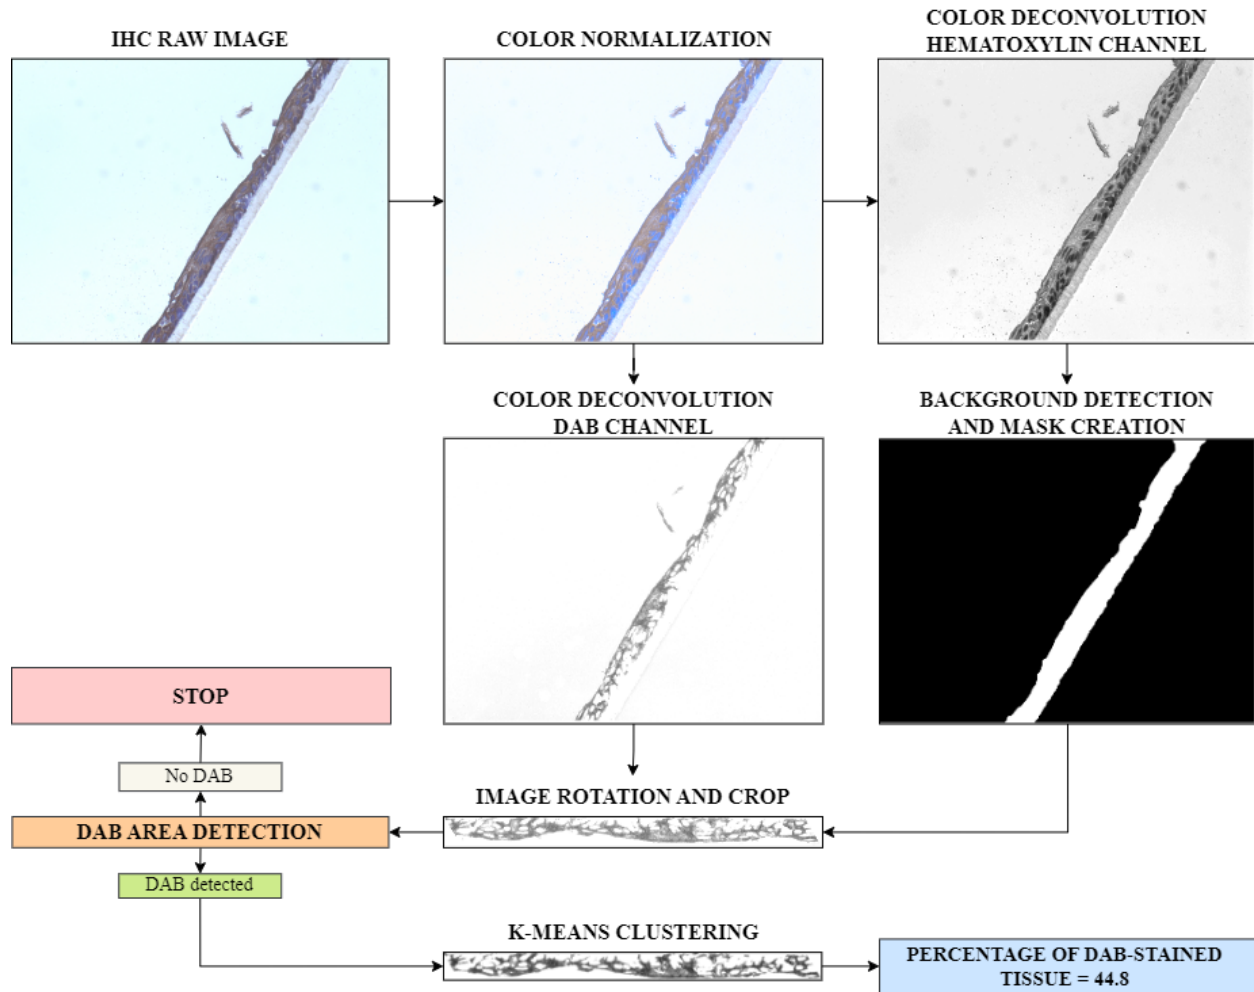 IHC RAW IMAGE
COLOR NORMALIZATION
COLOR DECONVOLUTION
HEMATOXYLIN CHANNEL
COLOR DECONVOLUTION
DAB CHANNEL
BACKGROUND DETECTION
AND MASK CREATION
STOP
No DAB
IMAGE ROTATION AND CROP
DAB AREA DETECTION
DAB detected
K-MEANS CLUSTERING
PERCENTAGE OF DAB-STAINED
TISSUE = 44.8